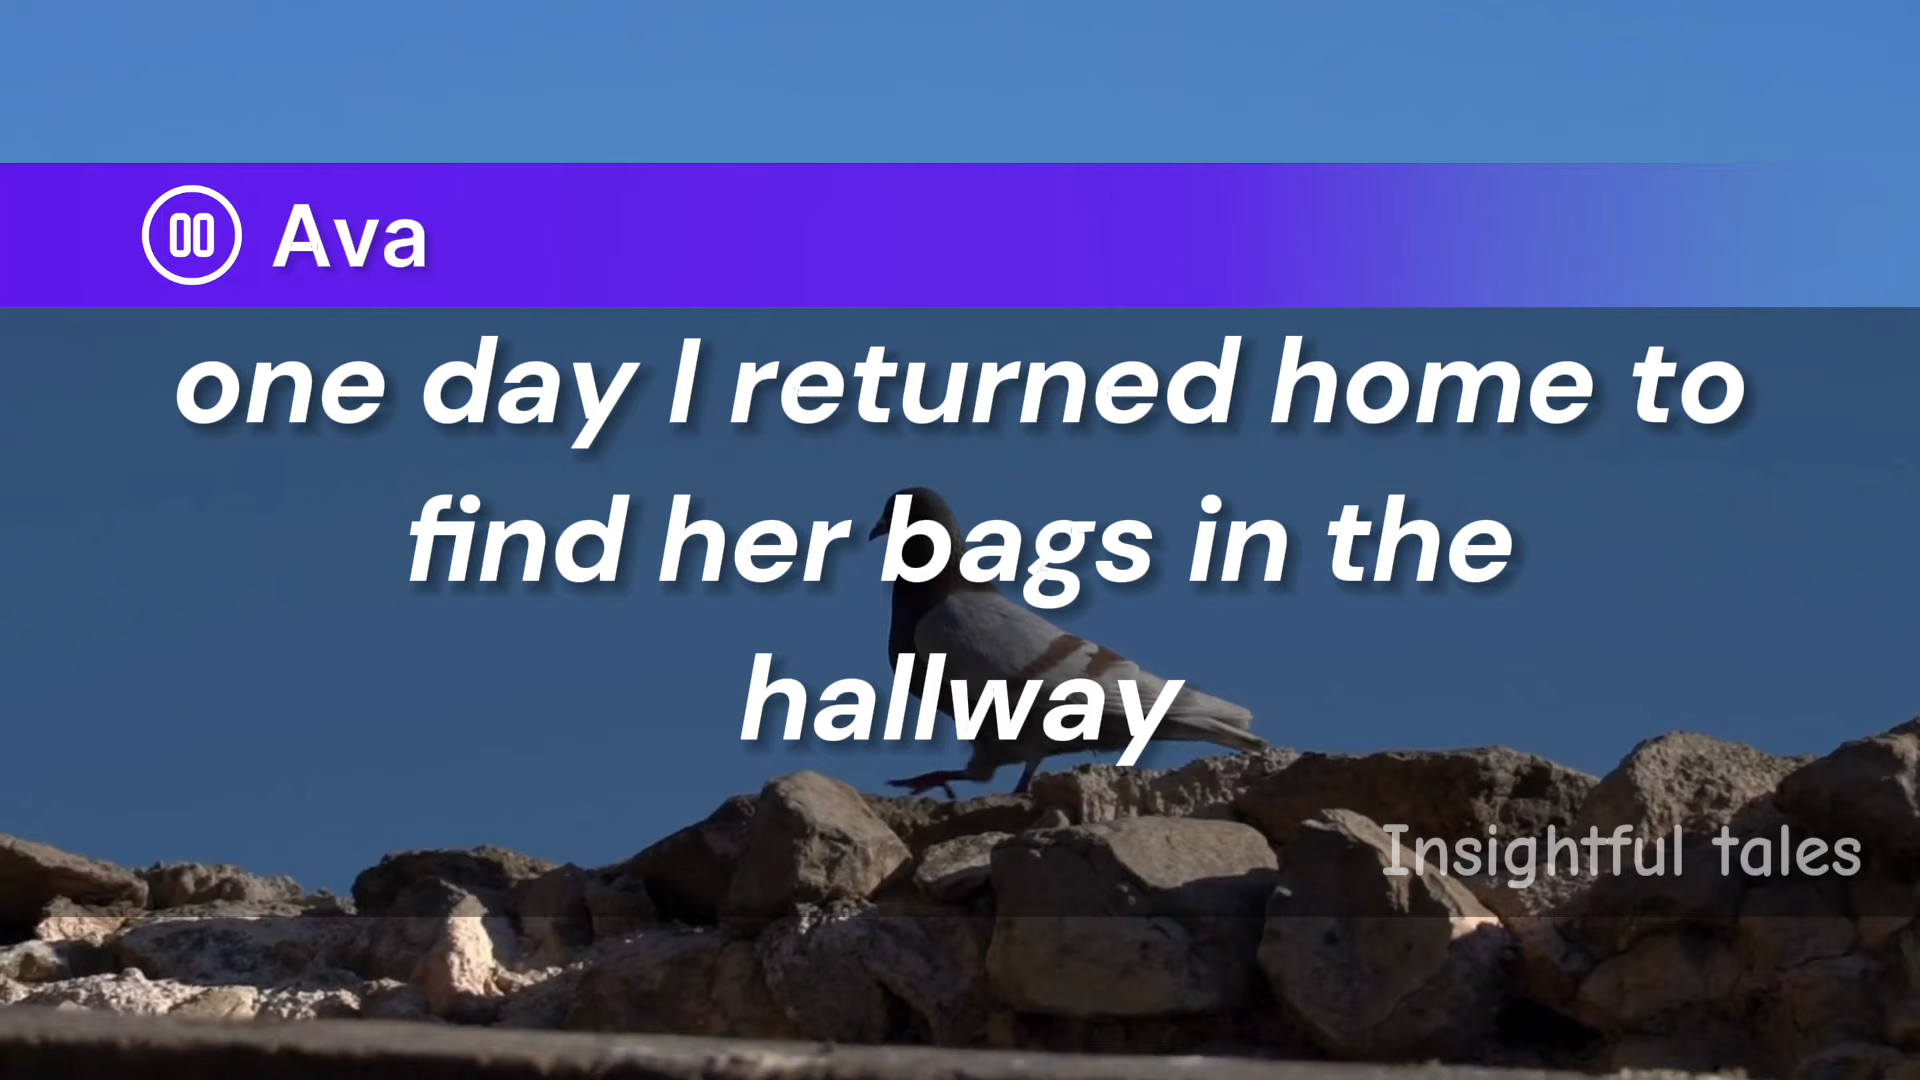 Ava
one day I returned home to
find her bags in the
hallway
Insightful tales